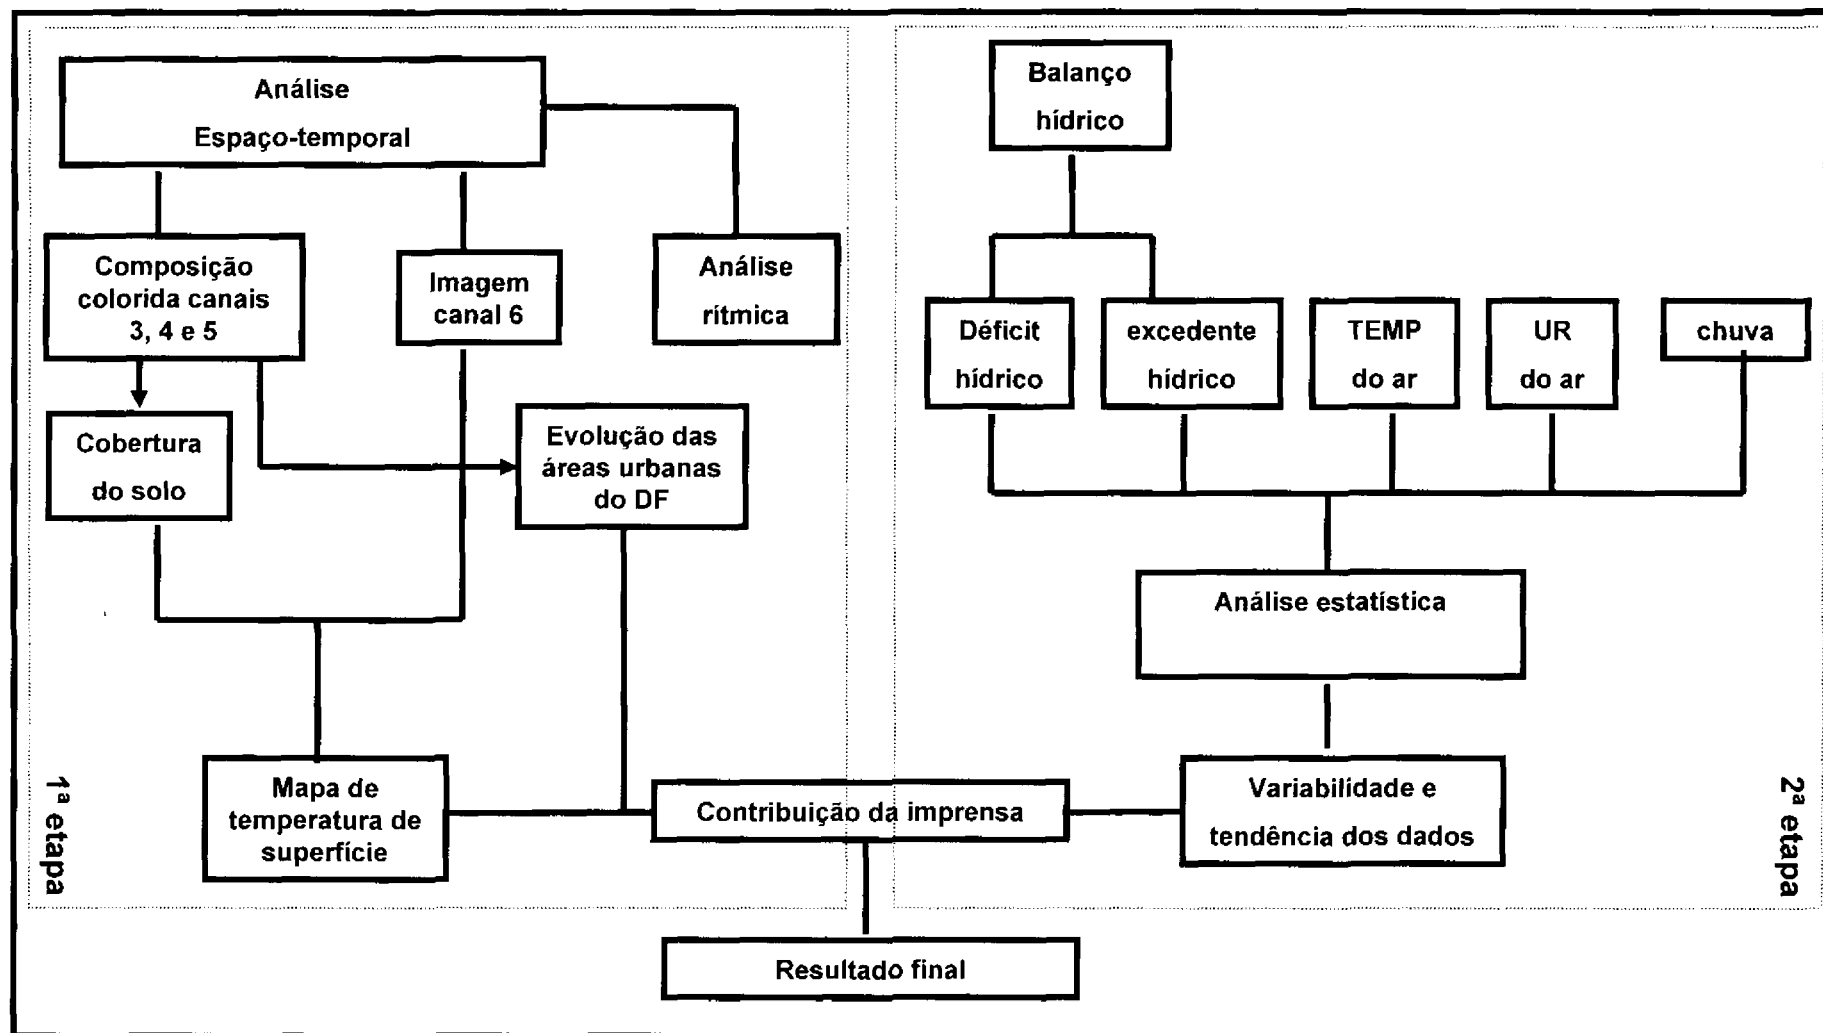 Análise
Espaço-temporal
Composição
colorida canais
3, 4 e 5
Imagem
canal 6
Análise
rítmica
Cobertura
do solo
Evolução das
áreas urbanas
do DF
Mapa de
temperatura de
superfície
1ª etapa
Balanço
hídrico
Déficit
hídrico
excedente
hídrico
TEMP
do ar
UR
do ar
chuva
Análise estatística
Variabilidade e
tendência dos dados
2ª etapa
Contribuição da imprensa
Resultado final